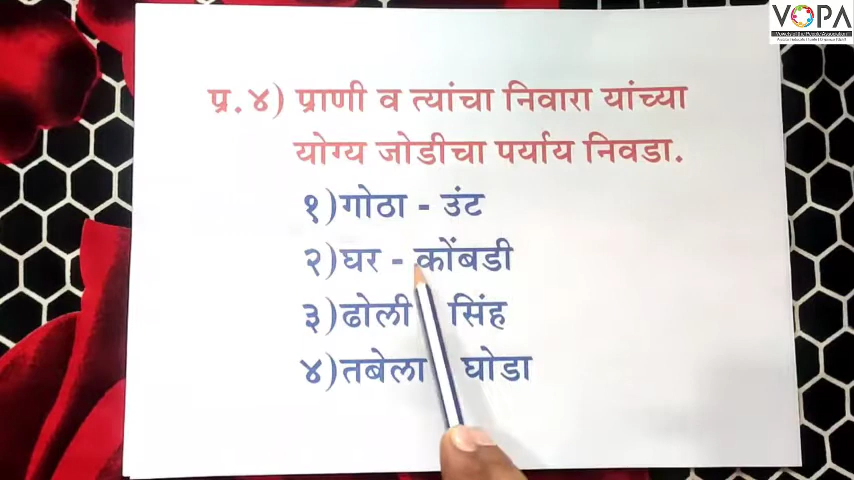 VOPA
प्र.४) प्राणी व त्यांचा निवारा यांच्या
योग्य जोडीचा पर्याय निवडा.
१) गोठा - उंट
२) घर - कोंबडी
३) ढोली सिंह
४) तबेला घोडा